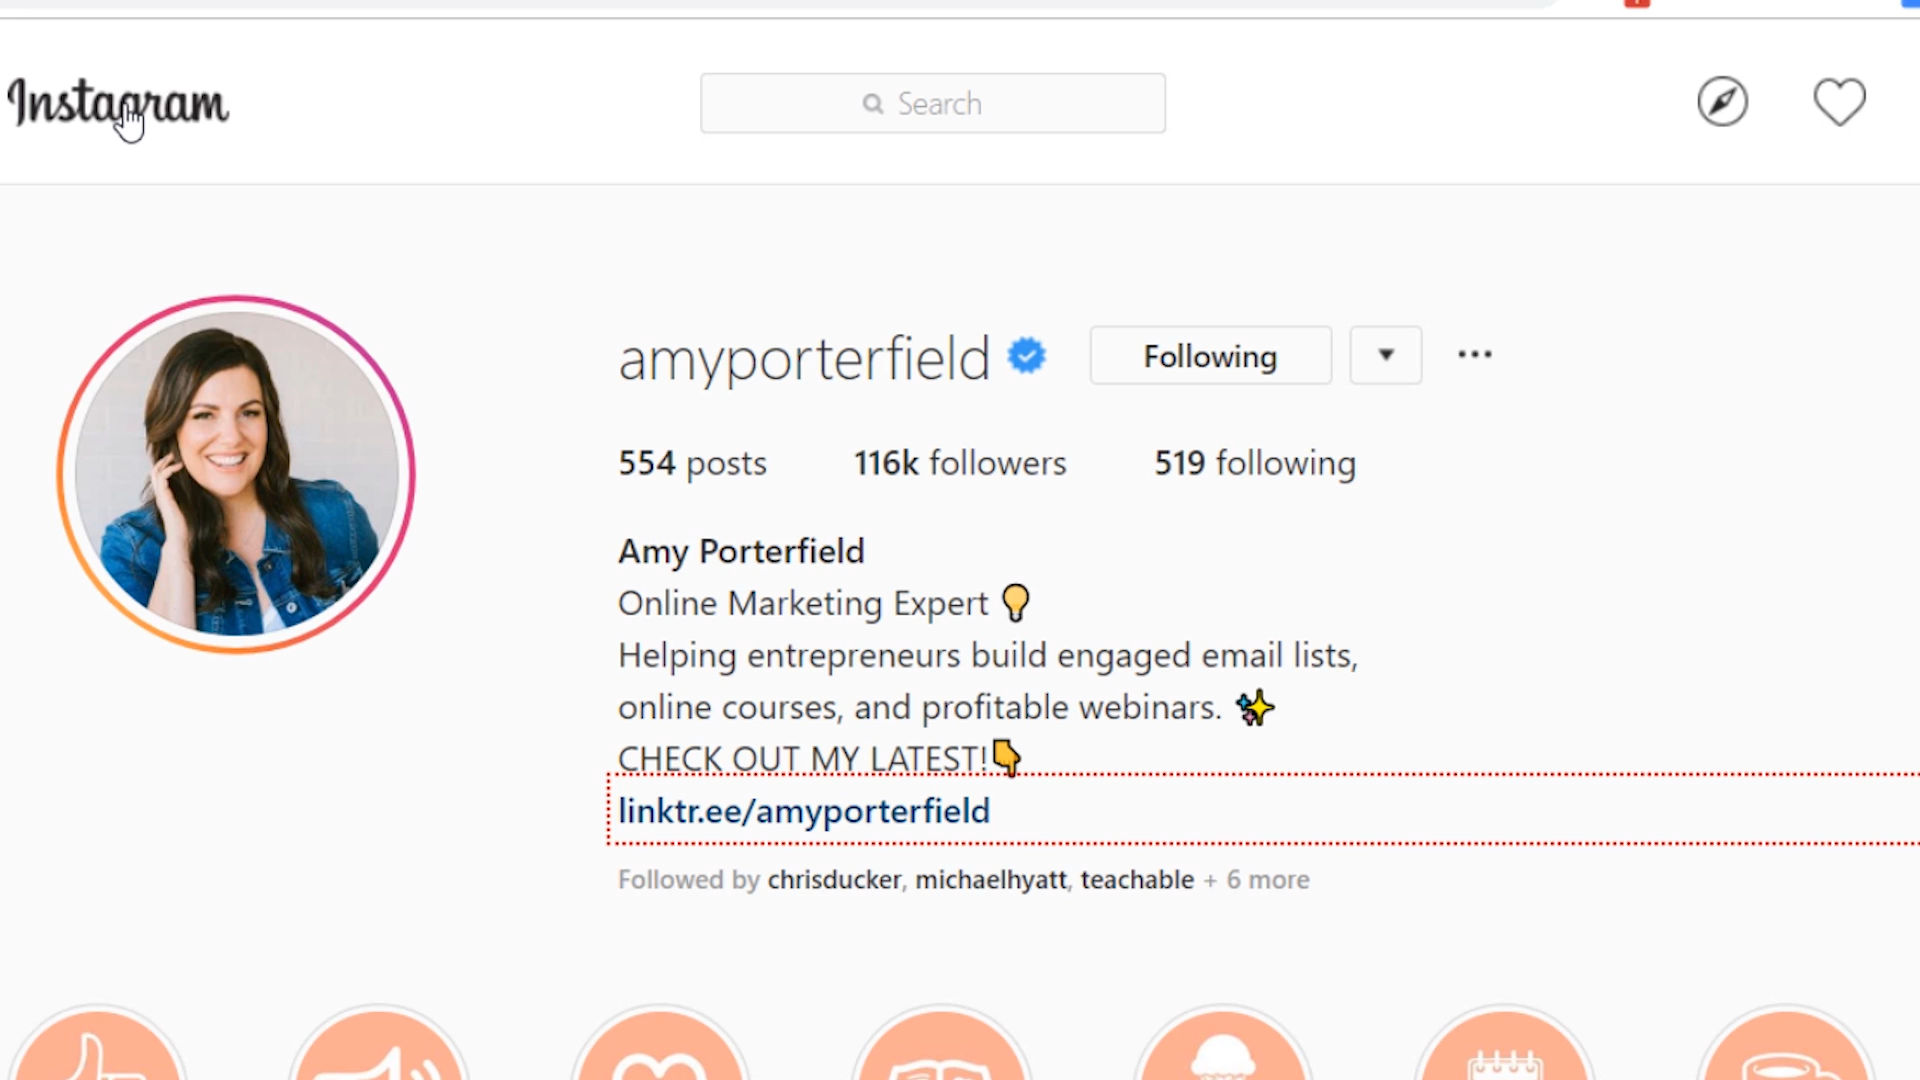 Instagram
Search
amyporterfield Following
554 posts 116k followers 519 following
Amy Porterfield
Online Marketing Expert 💡
Helping entrepreneurs build engaged email lists,
online courses, and profitable webinars. ✨
CHECK OUT MY LATEST!👇
linktr.ee/amyporterfield
Followed by chrisducker, michaelhyatt, teachable + 6 more